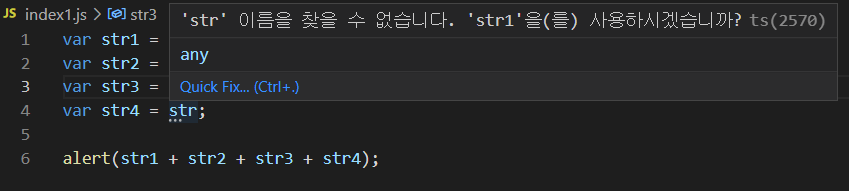 JS index1.js > str3
'str' 이름을 찾을 수 없습니다. 'str1'을(를) 사용하시겠습니까? ts(2570)
any
Quick Fix... (Ctrl+.)
1 var str1 =
2 var str2 =
3 var str3 =
4 var str4 = str;
5
6 alert(str1 + str2 + str3 + str4);